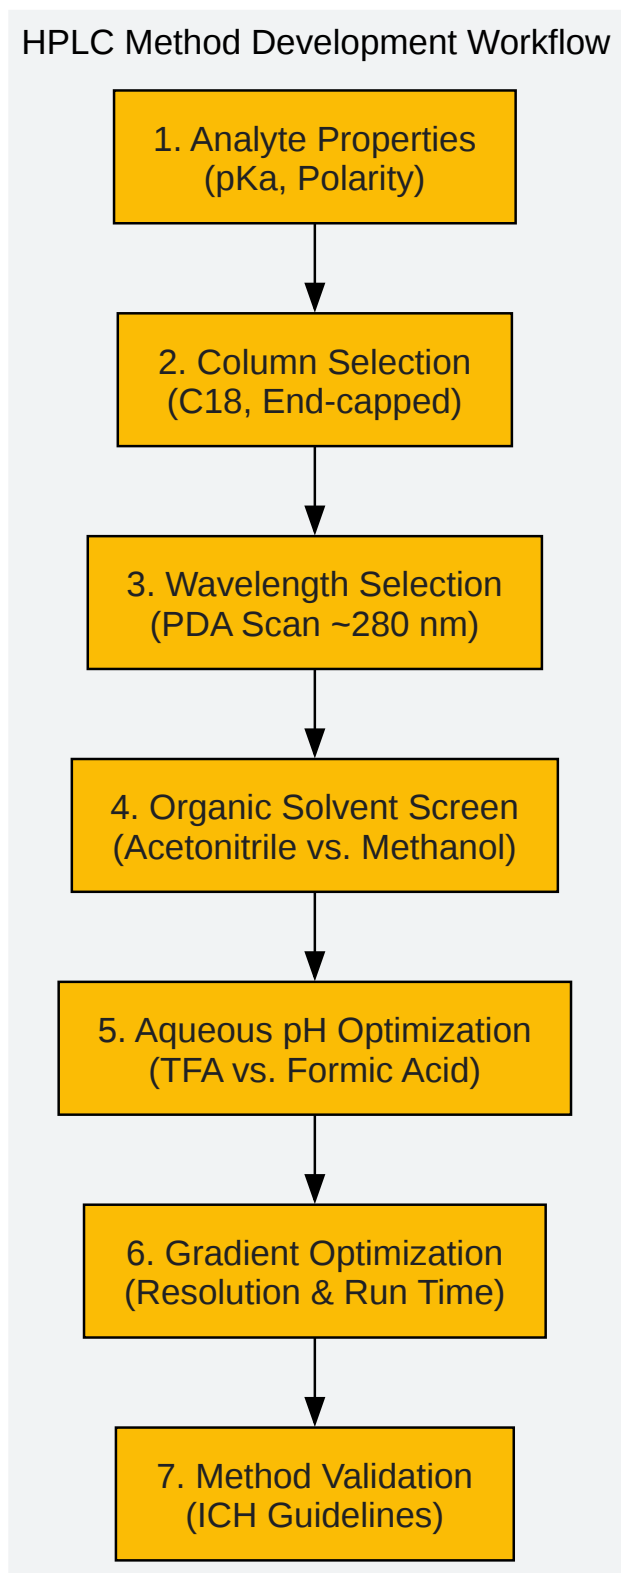 HPLC Method Development Workflow
1. Analyte Properties
(pKa, Polarity)
2. Column Selection
(C18, End-capped)
3. Wavelength Selection
(PDA Scan ~280 nm)
4. Organic Solvent Screen
(Acetonitrile vs. Methanol)
5. Aqueous pH Optimization
(TFA vs. Formic Acid)
6. Gradient Optimization
(Resolution & Run Time)
7. Method Validation
(ICH Guidelines)